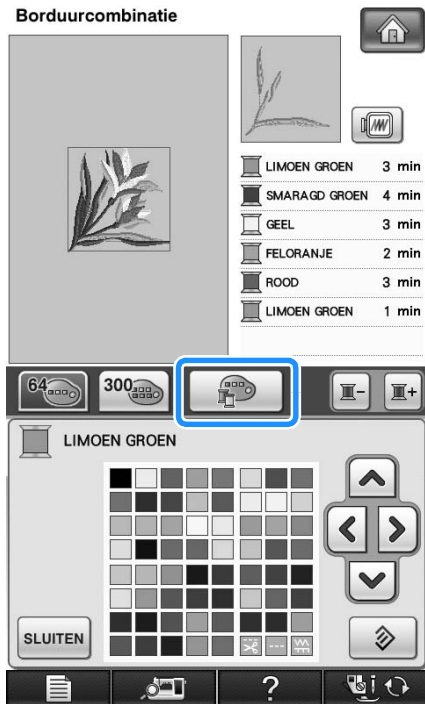 Borduurcombinatie
LIMOEN GROEN 3 min
SMARAGD GROEN 4 min
GEEL 3 min
FELORANJE 2 min
ROOD 3 min
LIMOEN GROEN 1 min
64 300 - +
LIMOEN GROEN
SLUITEN
?